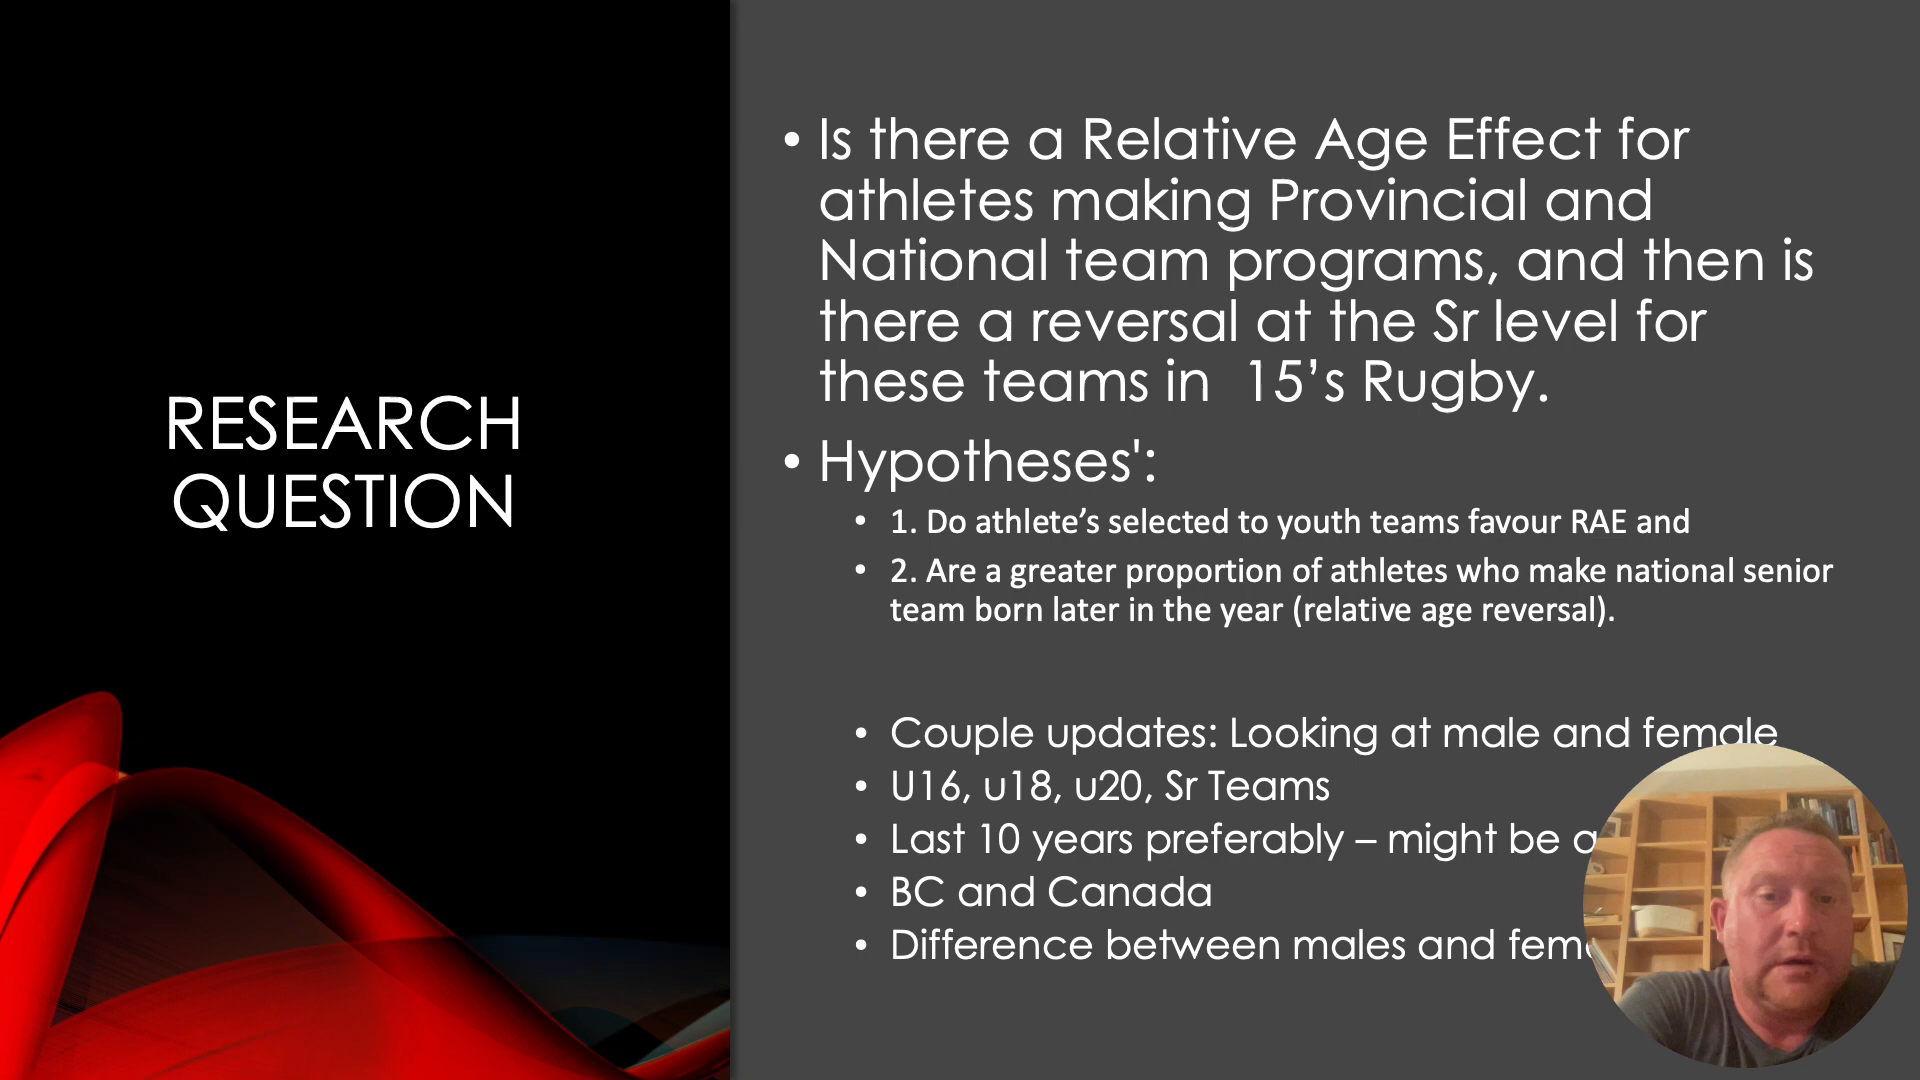 RESEARCH
QUESTION
• Is there a Relative Age Effect for
athletes making Provincial and
National team programs, and then is
there a reversal at the Sr level for
these teams in 15’s Rugby.
• Hypotheses':
• 1. Do athlete’s selected to youth teams favour RAE and
• 2. Are a greater proportion of athletes who make national senior
team born later in the year (relative age reversal).
• Couple updates: Looking at male and female
• U16, u18, u20, Sr Teams
• Last 10 years preferably – might be
• BC and Canada
• Difference between males and